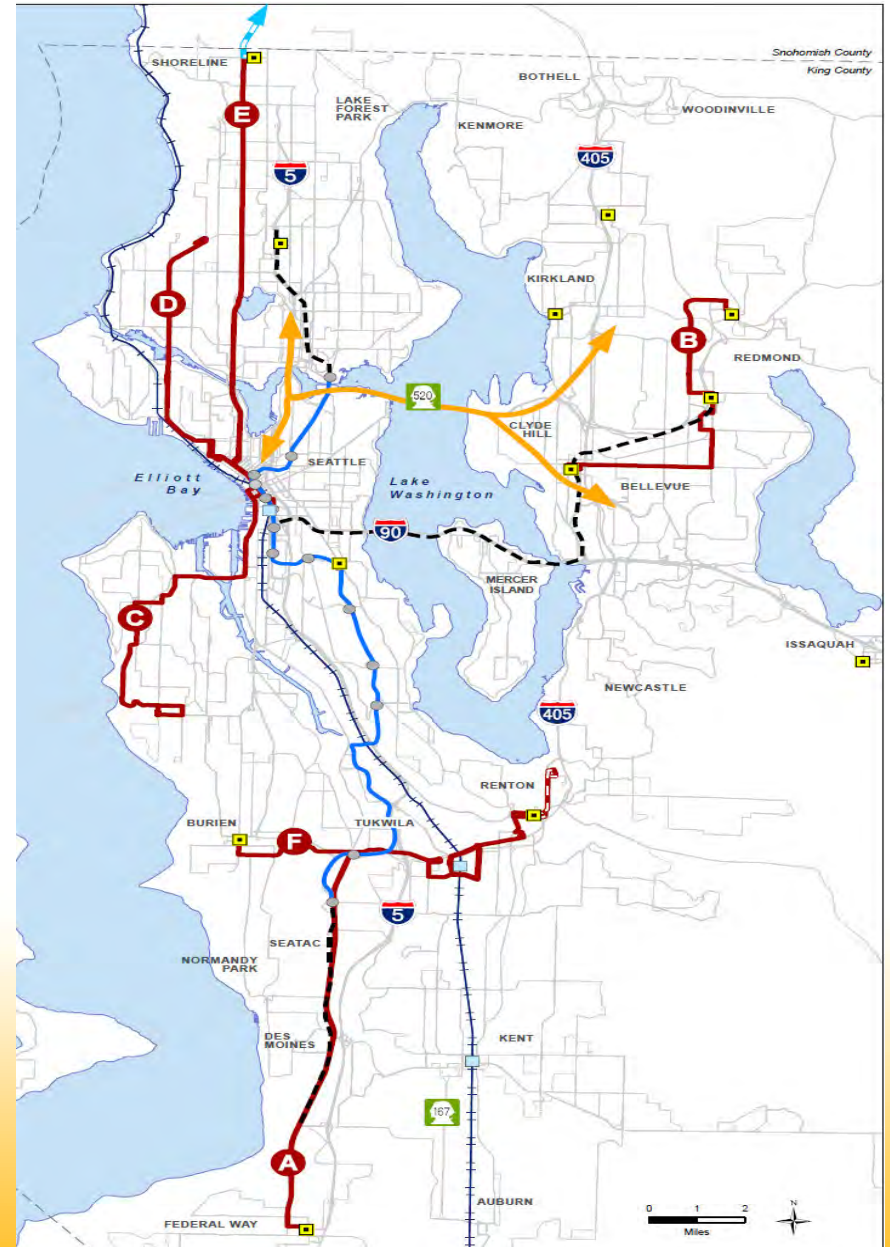 Snohomish County
King County
SHORELINE
BOTHELL
LAKE
FOREST
PARK
WOODINVILLE
E
KENMORE
405
5
KIRKLAND
D
B
REDMOND
520
CLYDE
HILL
SEATTLE
Elliott
Bay
Lake
Washington
BELLEVUE
90
MERCER
ISLAND
C
ISSAQUAH
NEWCASTLE
405
RENTON
BURIEN
F
TUKWILA
5
SEATAC
NORMANDY
PARK
DES
MOINES
KENT
167
A
AUBURN
FEDERAL WAY
0 1 2
Miles
N